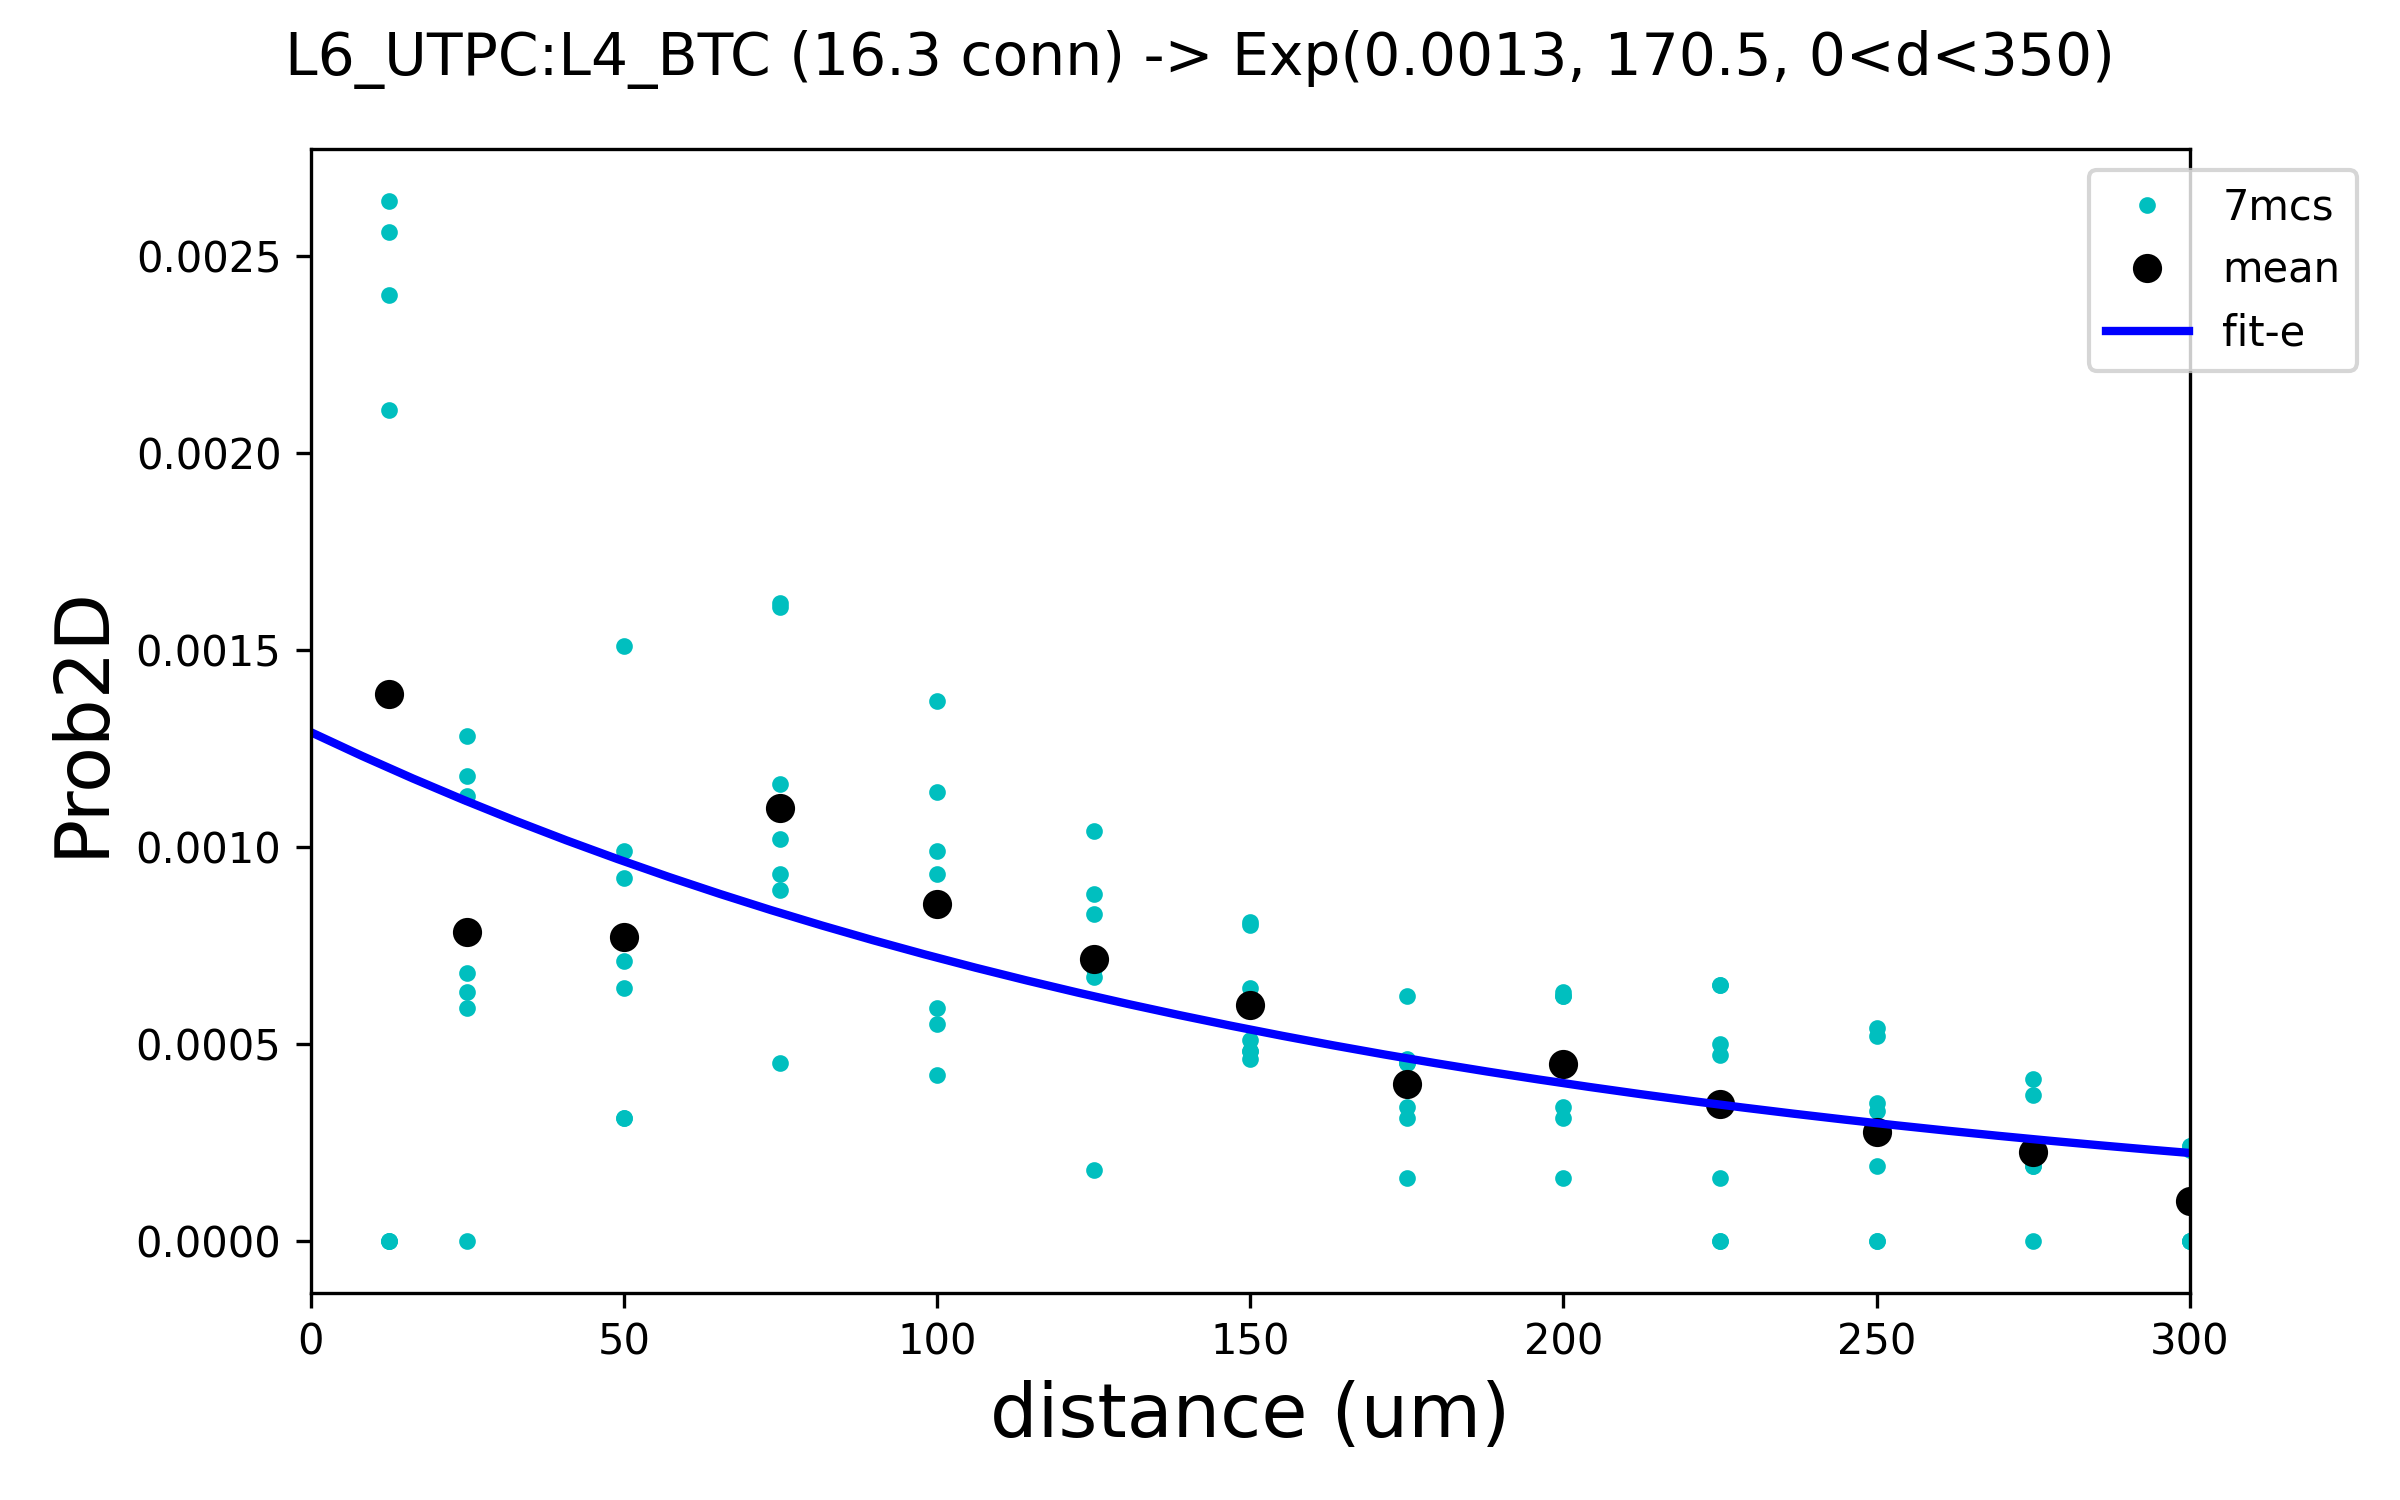 L6_UTPC:L4_BTC (16.3 conn) -> Exp(0.0013, 170.5, 0<d<350)
7mcs
mean
fit-e
Prob2D
0.0025
0.0020
0.0015
0.0010
0.0005
0.0000
0 50 100 150 200 250 300
distance (um)